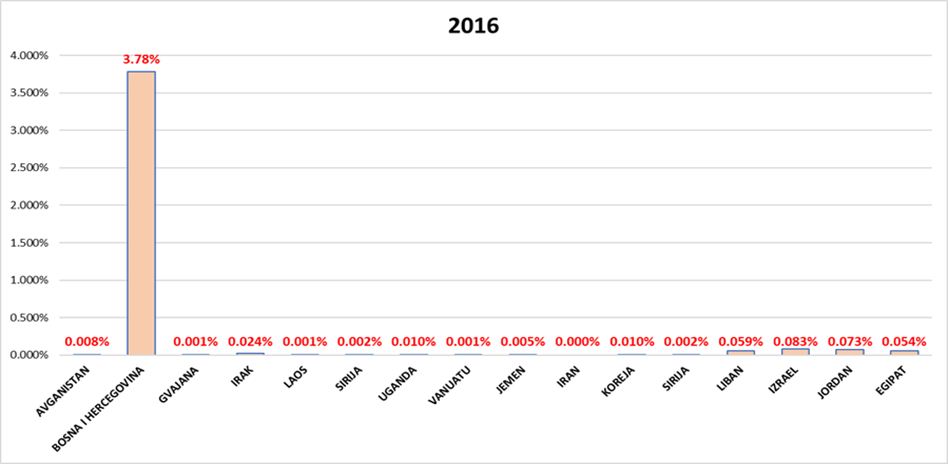 2016
4.000%
3.500%
3.000%
2.500%
2.000%
1.500%
1.000%
0.500%
0.000%
3.78%
0.008% 0.001% 0.024% 0.001% 0.002% 0.010% 0.001% 0.005% 0.000% 0.010% 0.002% 0.059% 0.083% 0.073% 0.054%
AVGANISTAN
BOSNA I HERCEGOVINA
GVAJANA
IRAK
LAOS
SIRIJA
UGANDA
VANUATU
JEMEN
IRAN
KOREJA
SIRIJA
LIBAN
IZRAEL
JORDAN
EGIPAT